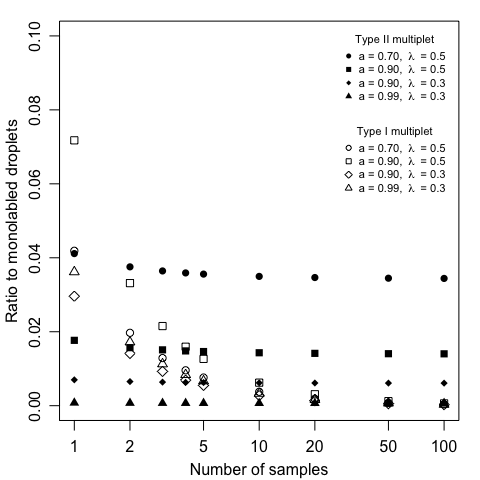 Type II multiplet
a = 0.70, λ = 0.5
a = 0.90, λ = 0.5
a = 0.90, λ = 0.3
a = 0.99, λ = 0.3
Type I multiplet
a = 0.70, λ = 0.5
a = 0.90, λ = 0.5
a = 0.90, λ = 0.3
a = 0.99, λ = 0.3
Ratio to monolabled droplets
0.10
0.08
0.06
0.04
0.02
0.00
1 2 5 10 20 50 100
Number of samples